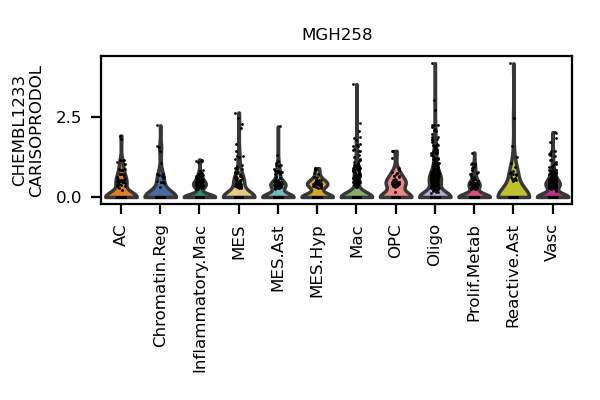 MGH258
CHEMBL1233
CARISOPRODOL
2.5
0.0
AC
Chromatin.Reg
Inflammatory.Mac
MES
MES.Ast
MES.Hyp
Mac
OPC
Oligo
Prolif.Metab
Reactive.Ast
Vasc